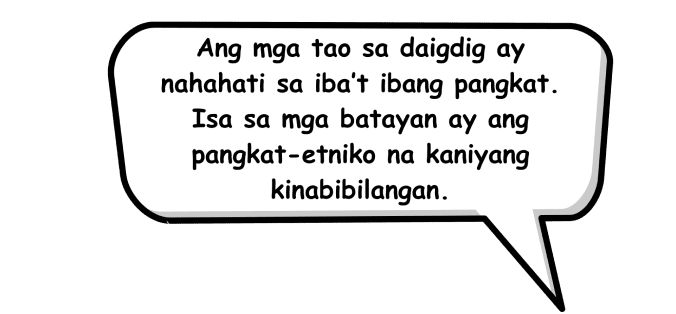 Ang mga tao sa daigdig ay
nahahati sa iba't ibang pangkat.
Isa sa mga batayan ay ang
pangkat-etniko na kaniyang
kinabibilangan.